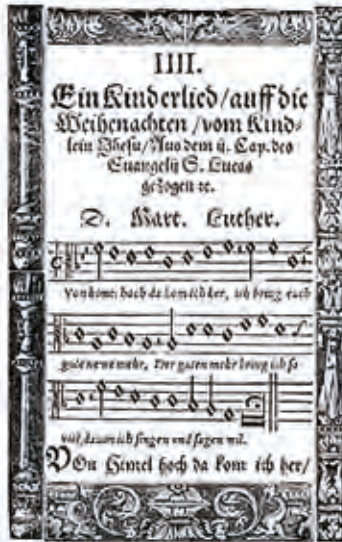 IIII.
Ein Kinderlied/auff die
Weihenachten/vom Kind-
lein Jhesu/Aus dem ij. Cap. des
Euangelij S. Lucas
gezogen ꝛc.
D. Mart. Luther.
Von himel hoch da kom ich her, ich bring euch
gute newe mehr, Der guten mehr bring ich so
viel, dauon ich singen und sagen wil.
VOn Himel hoch da kom ich her/